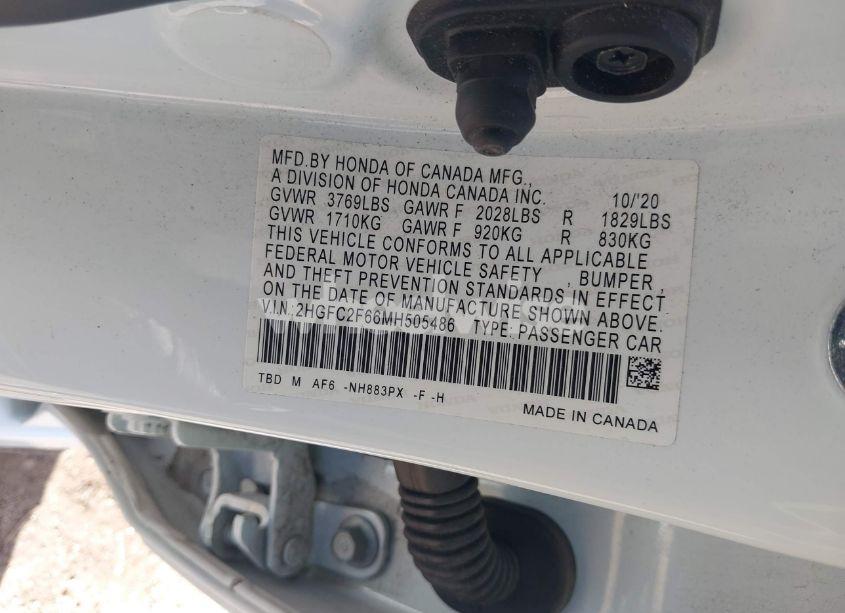 MFD.BY HONDA OF CANADA MFG.,
A DIVISION OF HONDA CANADA INC. 10/'20
GVWR 3769LBS GAWR F 2028LBS R 1829LBS
GVWR 1710KG GAWR F 920KG R 830KG
THIS VEHICLE CONFORMS TO ALL APPLICABLE
FEDERAL MOTOR VEHICLE SAFETY , BUMPER ,
AND THEFT PREVENTION STANDARDS IN EFFECT
ON THE DATE OF MANUFACTURE SHOWN ABOVE.
V.I.N.:2HGFC2F66MH505486 TYPE:PASSENGER CAR
TBD M AF6 -NH883PX -F -H
MADE IN CANADA